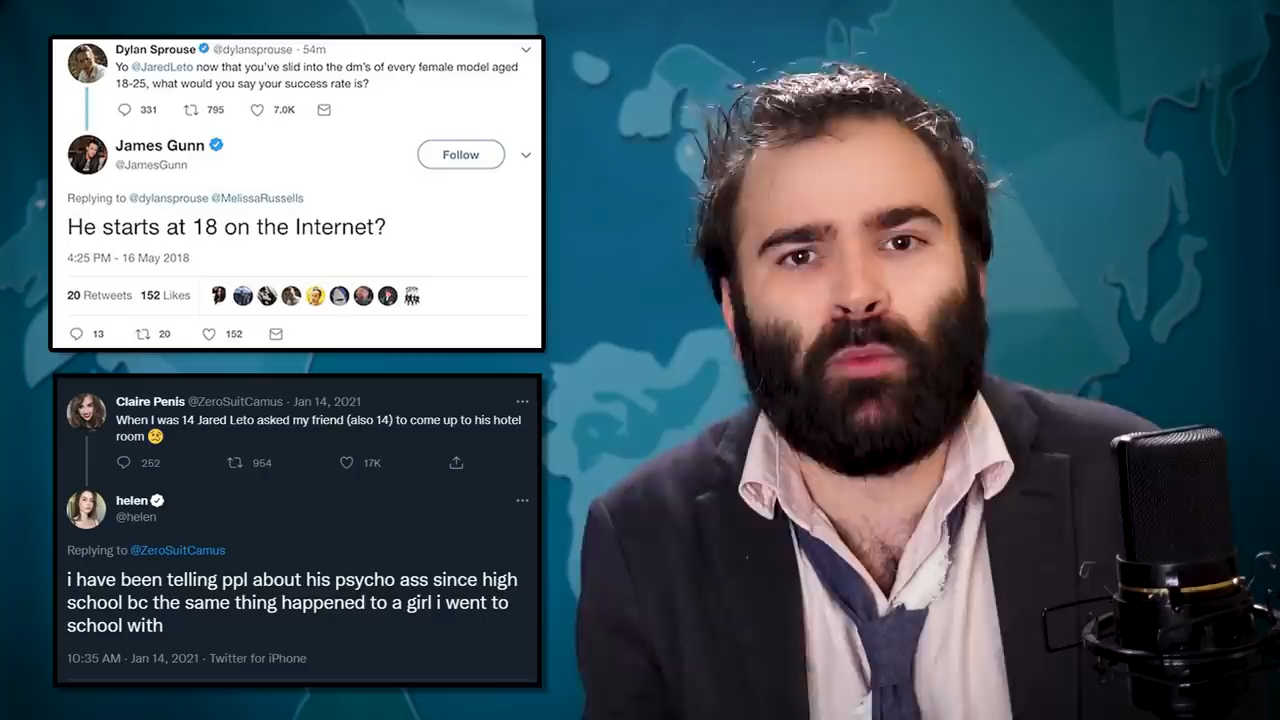 Dylan Sprouse @dylansprouse · 54m
Yo @JaredLeto now that you've slid into the dm's of every female model aged
18-25, what would you say your success rate is?
331 795 7.0K
James Gunn
@JamesGunn
Follow
Replying to @dylansprouse @MelissaRussells
He starts at 18 on the Internet?
4:25 PM - 16 May 2018
20 Retweets 152 Likes
13 20 152
Claire Penis @ZeroSuitCamus · Jan 14, 2021
When I was 14 Jared Leto asked my friend (also 14) to come up to his hotel
room 🥺
252 954 17K
helen
@helen
Replying to @ZeroSuitCamus
i have been telling ppl about his psycho ass since high
school bc the same thing happened to a girl i went to
school with
10:35 AM · Jan 14, 2021 · Twitter for iPhone